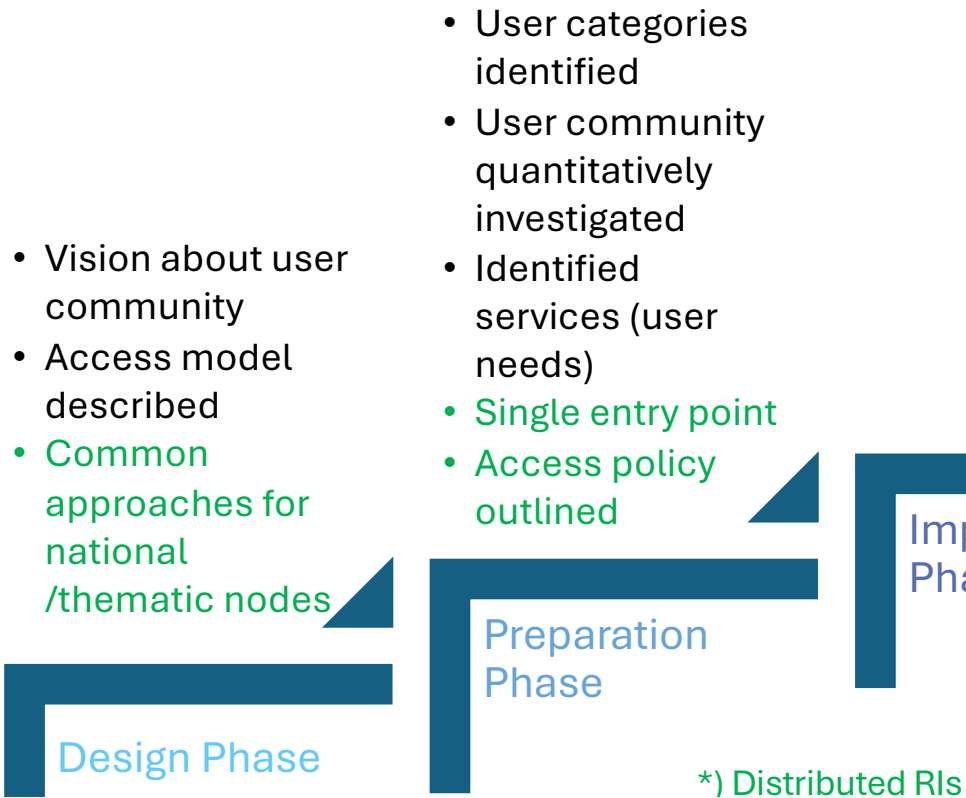 • User categories
identified
• User community
quantitatively
investigated
• Identified
services (user
needs)
• Single entry point
• Access policy
outlined
• Vision about user
community
• Access model
described
• Common
approaches for
national
/thematic nodes
Preparation
Phase
Design Phase
*) Distributed RIs